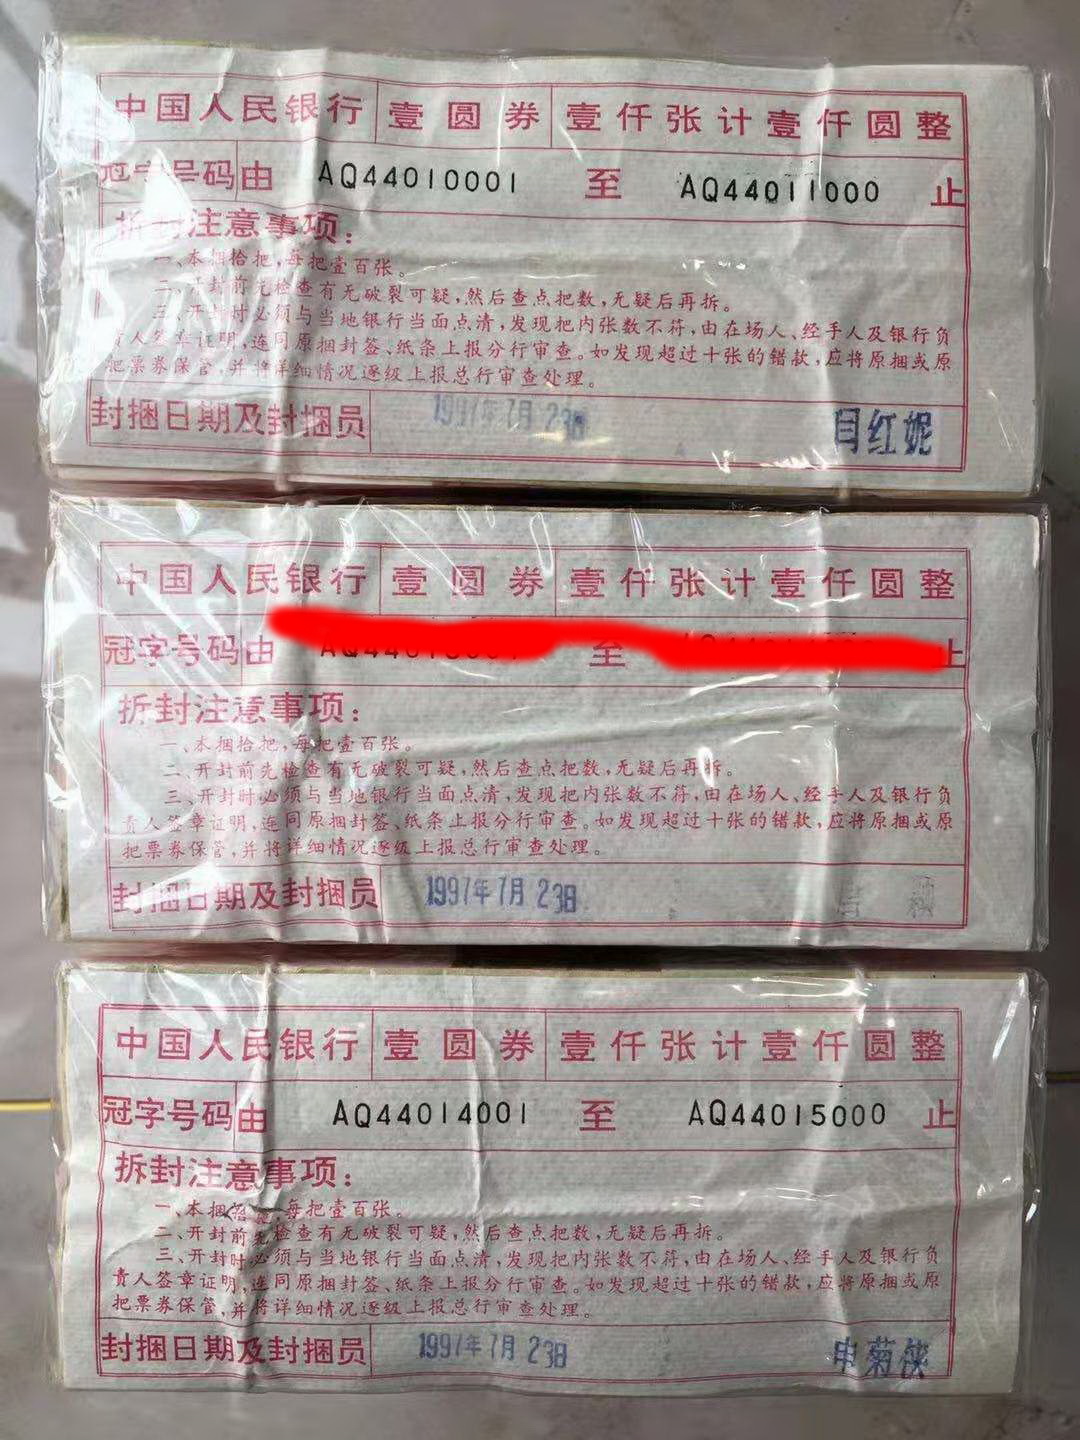 中国人民银行 壹圆券 壹仟张计壹仟圆整
冠字号码由 AQ44010001 至 AQ44011000 止
拆封注意事项:
一、本捆拾把,每把壹百张。
二、开封前先检查有无破裂可疑,然后查点把数,无疑后再拆。
三、开封时必须与当地银行当面点清,发现把内张数不符,由在场人、经手人及银行负
责人签章证明,连同原捆封签、纸条上报分行审查。如发现超过十张的错款,应将原捆或原
把票券保管,并将详细情况逐级上报总行审查处理。
封捆日期及封捆员 1997年7月23日 闫红妮
中国人民银行 壹圆券 壹仟张计壹仟圆整
冠字号码由 至 止
拆封注意事项:
一、本捆拾把,每把壹百张。
二、开封前先检查有无破裂可疑,然后查点把数,无疑后再拆。
三、开封时必须与当地银行当面点清,发现把内张数不符,由在场人、经手人及银行负
责人签章证明,连同原捆封签、纸条上报分行审查。如发现超过十张的错款,应将原捆或原
把票券保管,并将详细情况逐级上报总行审查处理。
封捆日期及封捆员 1997年7月23日
中国人民银行 壹圆券 壹仟张计壹仟圆整
冠字号码由 AQ44014001 至 AQ44015000 止
拆封注意事项:
一、本捆拾把,每把壹百张。
二、开封前先检查有无破裂可疑,然后查点把数,无疑后再拆。
三、开封时必须与当地银行当面点清,发现把内张数不符,由在场人、经手人及银行负
责人签章证明,连同原捆封签、纸条上报分行审查。如发现超过十张的错款,应将原捆或原
把票券保管,并将详细情况逐级上报总行审查处理。
封捆日期及封捆员 1997年7月23日 申菊侠